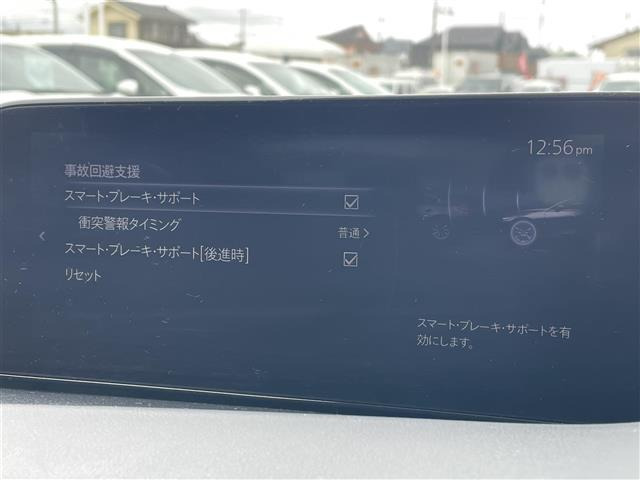 12:56pm
事故回避支援
スマート・ブレーキ・サポート
衝突警報タイミング 普通
スマート・ブレーキ・サポート[後進時]
リセット
スマート・ブレーキ・サポートを有
効にします。